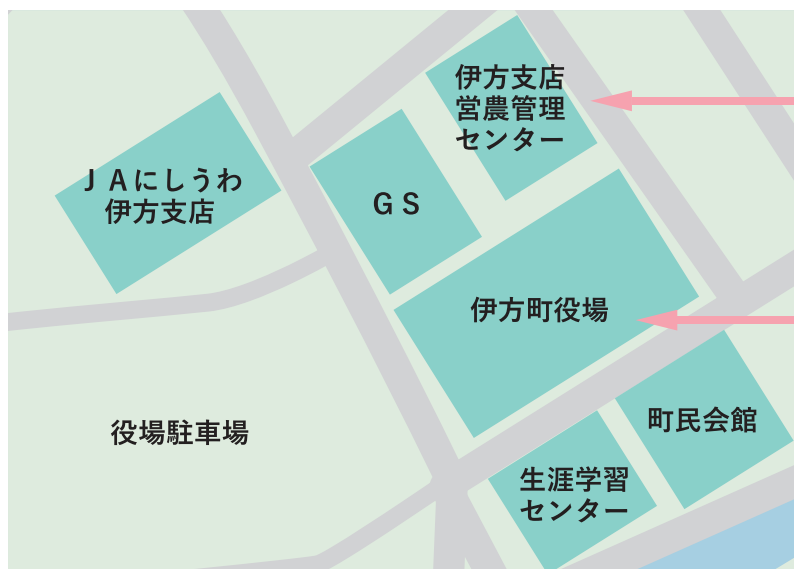 伊方支店
営農管理
センター
ＪＡにしうわ
伊方支店
ＧＳ
伊方町役場
役場駐車場
町民会館
生涯学習
センター